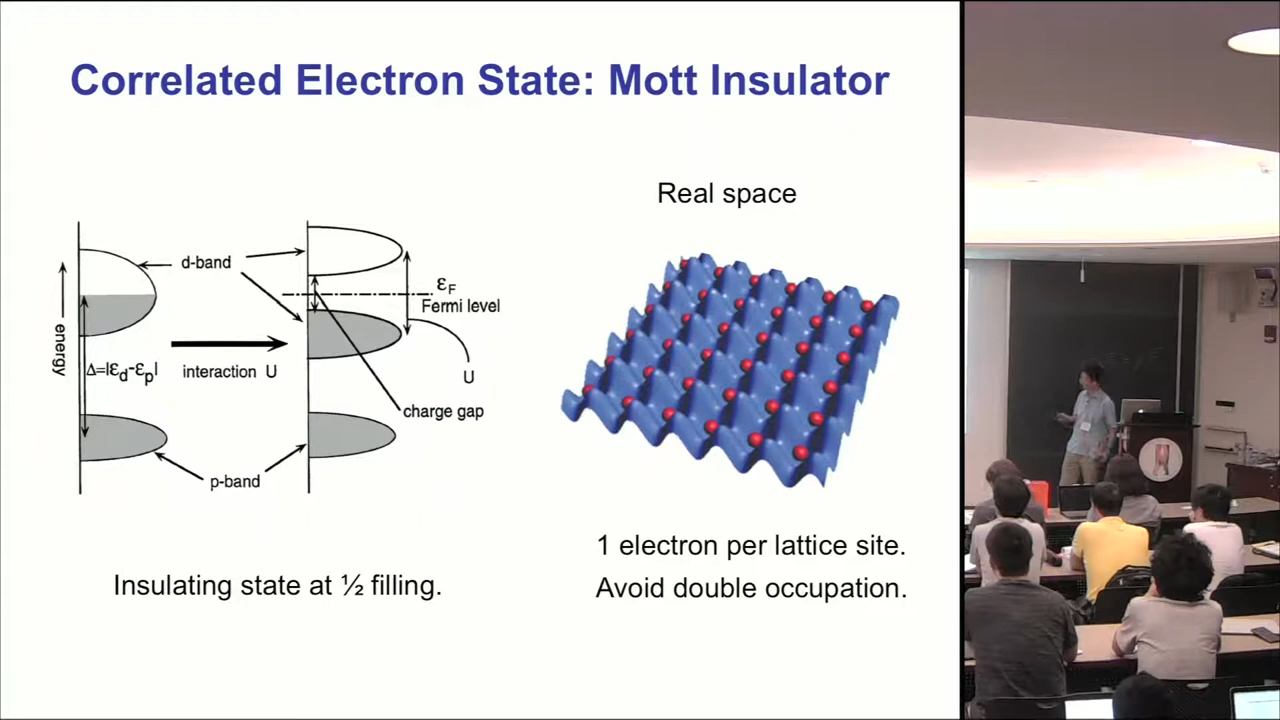 Correlated Electron State: Mott Insulator
Real space
d-band
εF
Fermi level
energy
Δ=|εd-εp|
interaction U
U
charge gap
p-band
1 electron per lattice site.
Insulating state at ½ filling.
Avoid double occupation.